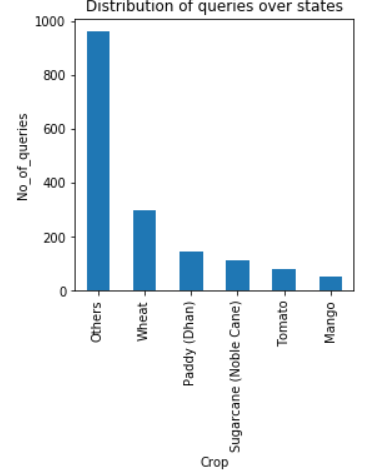 Distribution of queries over states
1000
800
600
400
200
0
No_of_queries
Others
Wheat
Paddy (Dhan)
Sugarcane (Noble Cane)
Tomato
Mango
Crop